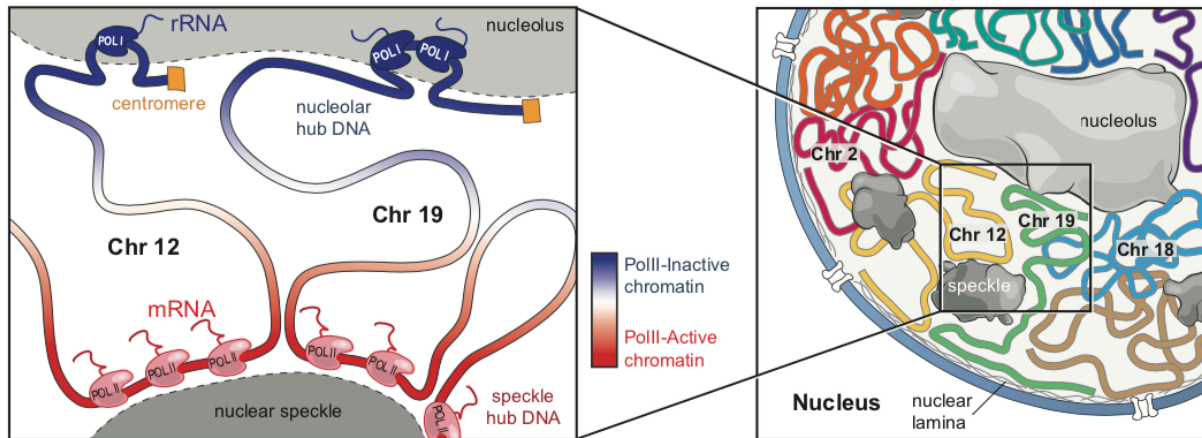 rRNA
nucleolus
POL I
POL I
POL I
centromere
nucleolar
hub DNA
Chr 19
Chr 12
mRNA
POL II
POL II
POL II
POL II
POL II
POL II
speckle
hub DNA
nuclear speckle
PolII-Inactive
chromatin
PolII-Active
chromatin
nucleolus
Chr 2
Chr 19
Chr 12
Chr 18
speckle
Nucleus
nuclear
lamina